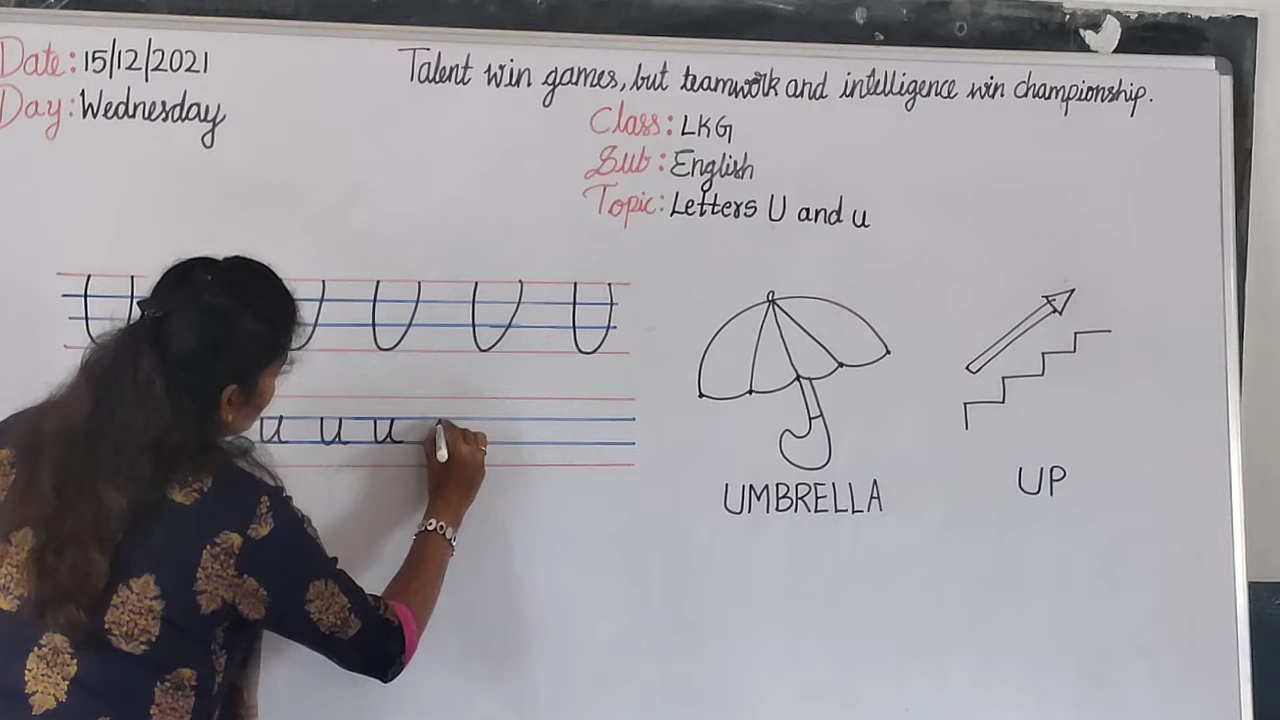 Date: 15/12/2021
Day: Wednesday
Talent win games, but teamwork and intelligence win championship.
Class: LKG
Sub: English
Topic: Letters U and u
U U U U U
u u u
UMBRELLA
UP